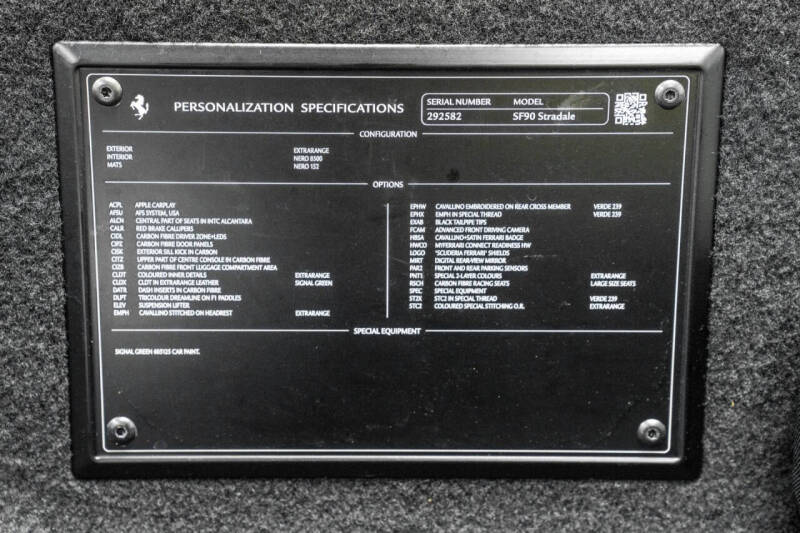 PERSONALIZATION SPECIFICATIONS
SERIAL NUMBER MODEL
292582 SF90 Stradale
CONFIGURATION
EXTERIOR EXTRARANGE
INTERIOR NERO 8500
MATS NERO 152
OPTIONS
ACPL APPLE CARPLAY
AFSU AFS SYSTEM, USA
ALCH CENTRAL PART OF SEATS IN INTC ALCANTARA
CALR RED BRAKE CALLIPERS
CIDL CARBON FIBRE DRIVER ZONE+LEDS
CIPZ CARBON FIBRE DOOR PANELS
CISK EXTERIOR SILL KICK IN CARBON
CITZ UPPER PART OF CENTRE CONSOLE IN CARBON FIBRE
CIZB CARBON FIBRE FRONT LUGGAGE COMPARTMENT AREA
CLDT COLOURED INNER DETAILS EXTRARANGE
CLDX CLDT IN EXTRARANGE LEATHER SIGNAL GREEN
DATR DASH INSERTS IN CARBON FIBRE
DLPT TRICOLOUR DREAMLINE ON F1 PADDLES
ELEV SUSPENSION LIFTER
EMPH CAVALLINO STITCHED ON HEADREST EXTRARANGE
EPHW CAVALLINO EMBROIDERED ON REAR CROSS MEMBER VERDE 239
EPHX EMPH IN SPECIAL THREAD VERDE 239
EXAB BLACK TAILPIPE TIPS
FCAM ADVANCED FRONT DRIVING CAMERA
HBSA CAVALLINO+SATIN FERRARI BADGE
HWCO MYFERRARI CONNECT READINESS HW
LOGO "SCUDERIA FERRARI" SHIELDS
MIRT DIGITAL REAR-VIEW MIRROR
PAR2 FRONT AND REAR PARKING SENSORS
PNT1 SPECIAL 3-LAYER COLOURS EXTRARANGE
RSCH CARBON FIBRE RACING SEATS LARGE SIZE SEATS
SPEC SPECIAL EQUIPMENT
ST2X STC2 IN SPECIAL THREAD VERDE 239
STC2 COLOURED SPECIAL STITCHING O.R. EXTRARANGE
SPECIAL EQUIPMENT
SIGNAL GREEN 605125 CAR PAINT.